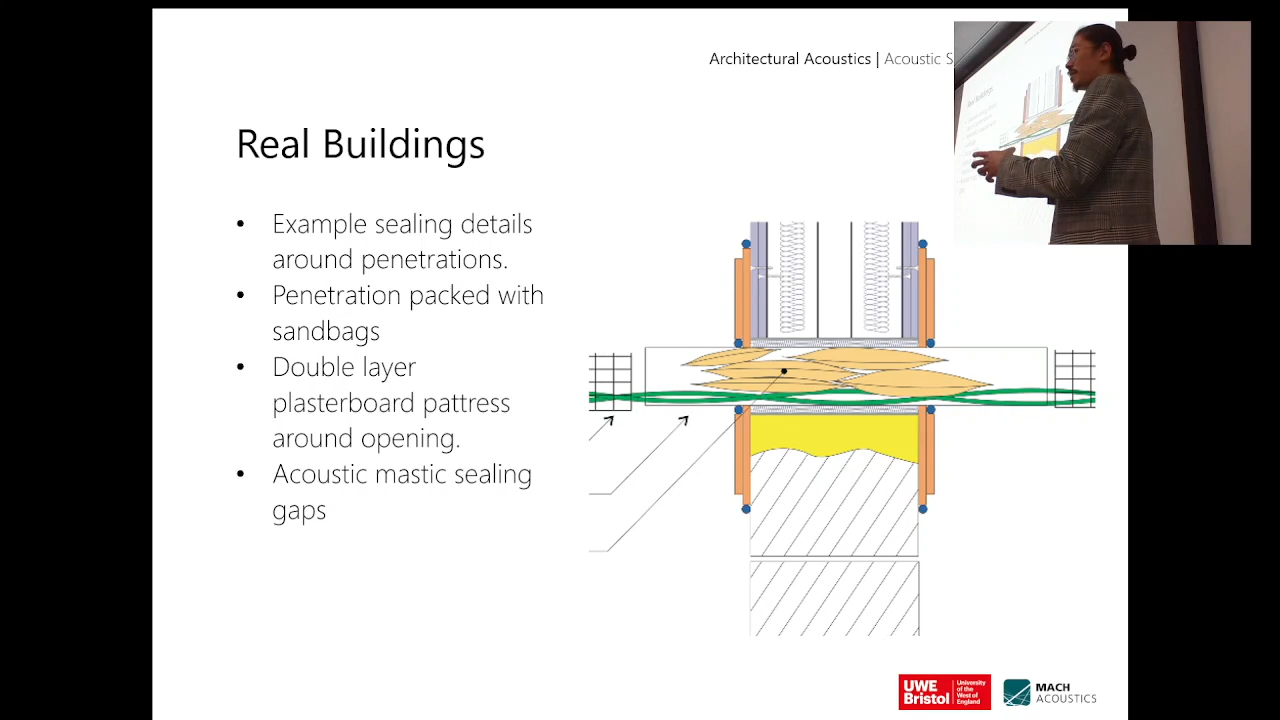 Architectural Acoustics | Acoustic S
Real Buildings
• Example sealing details
around penetrations.
• Penetration packed with
sandbags
• Double layer
plasterboard pattress
around opening.
• Acoustic mastic sealing
gaps
UWE
Bristol
University
of the
West of
England
MACH
ACOUSTICS